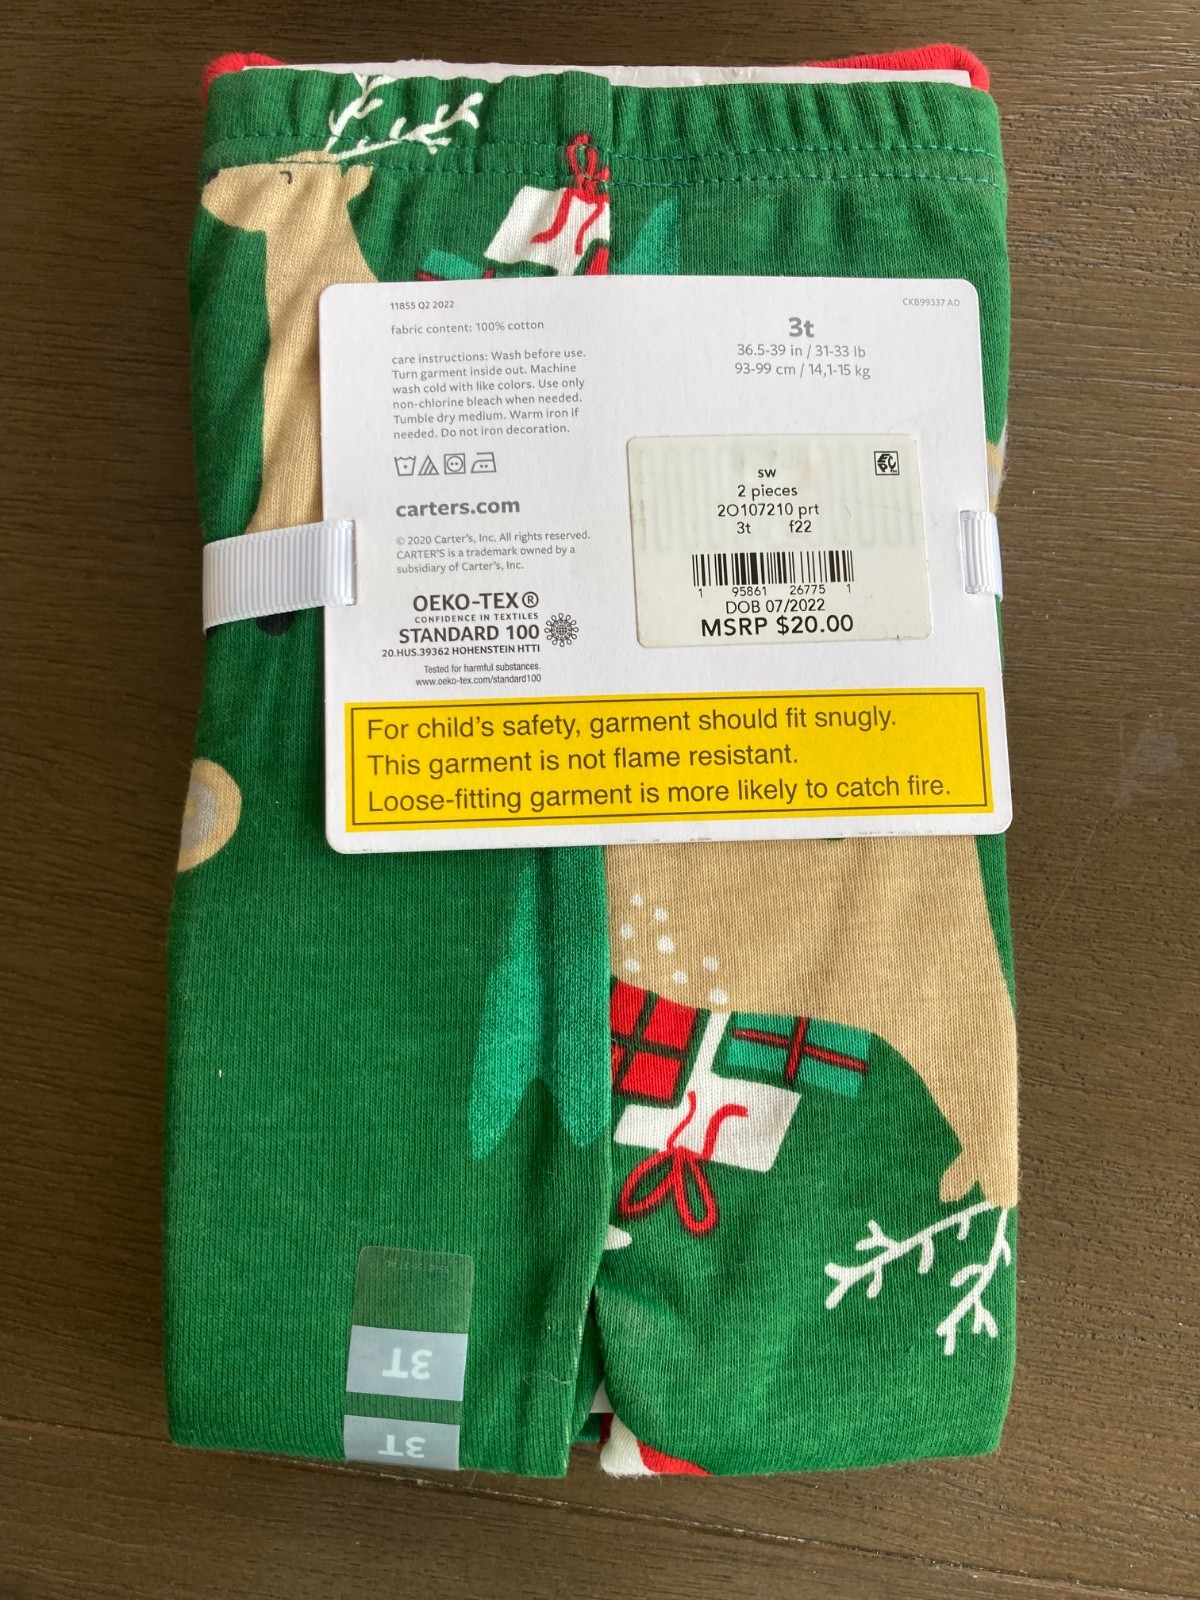 11855 Q2 2022
CKB99337 AD
fabric content: 100% cotton
care instructions: Wash before use.
Turn garment inside out. Machine
wash cold with like colors. Use only
non-chlorine bleach when needed.
Tumble dry medium. Warm iron if
needed. Do not iron decoration.
carters.com
© 2020 Carter's, Inc. All rights reserved.
CARTER'S is a trademark owned by a
subsidiary of Carter's, Inc.
OEKO-TEX®
CONFIDENCE IN TEXTILES
STANDARD 100
20.HUS.39362 HOHENSTEIN HTTI
Tested for harmful substances.
www.oeko-tex.com/standard100
3t
36.5-39 in / 31-33 lb
93-99 cm / 14,1-15 kg
sw
2 pieces
2O107210 prt
3t f22
1 95861 26775 1
DOB 07/2022
MSRP $20.00
For child's safety, garment should fit snugly.
This garment is not flame resistant.
Loose-fitting garment is more likely to catch fire.
3T
3T